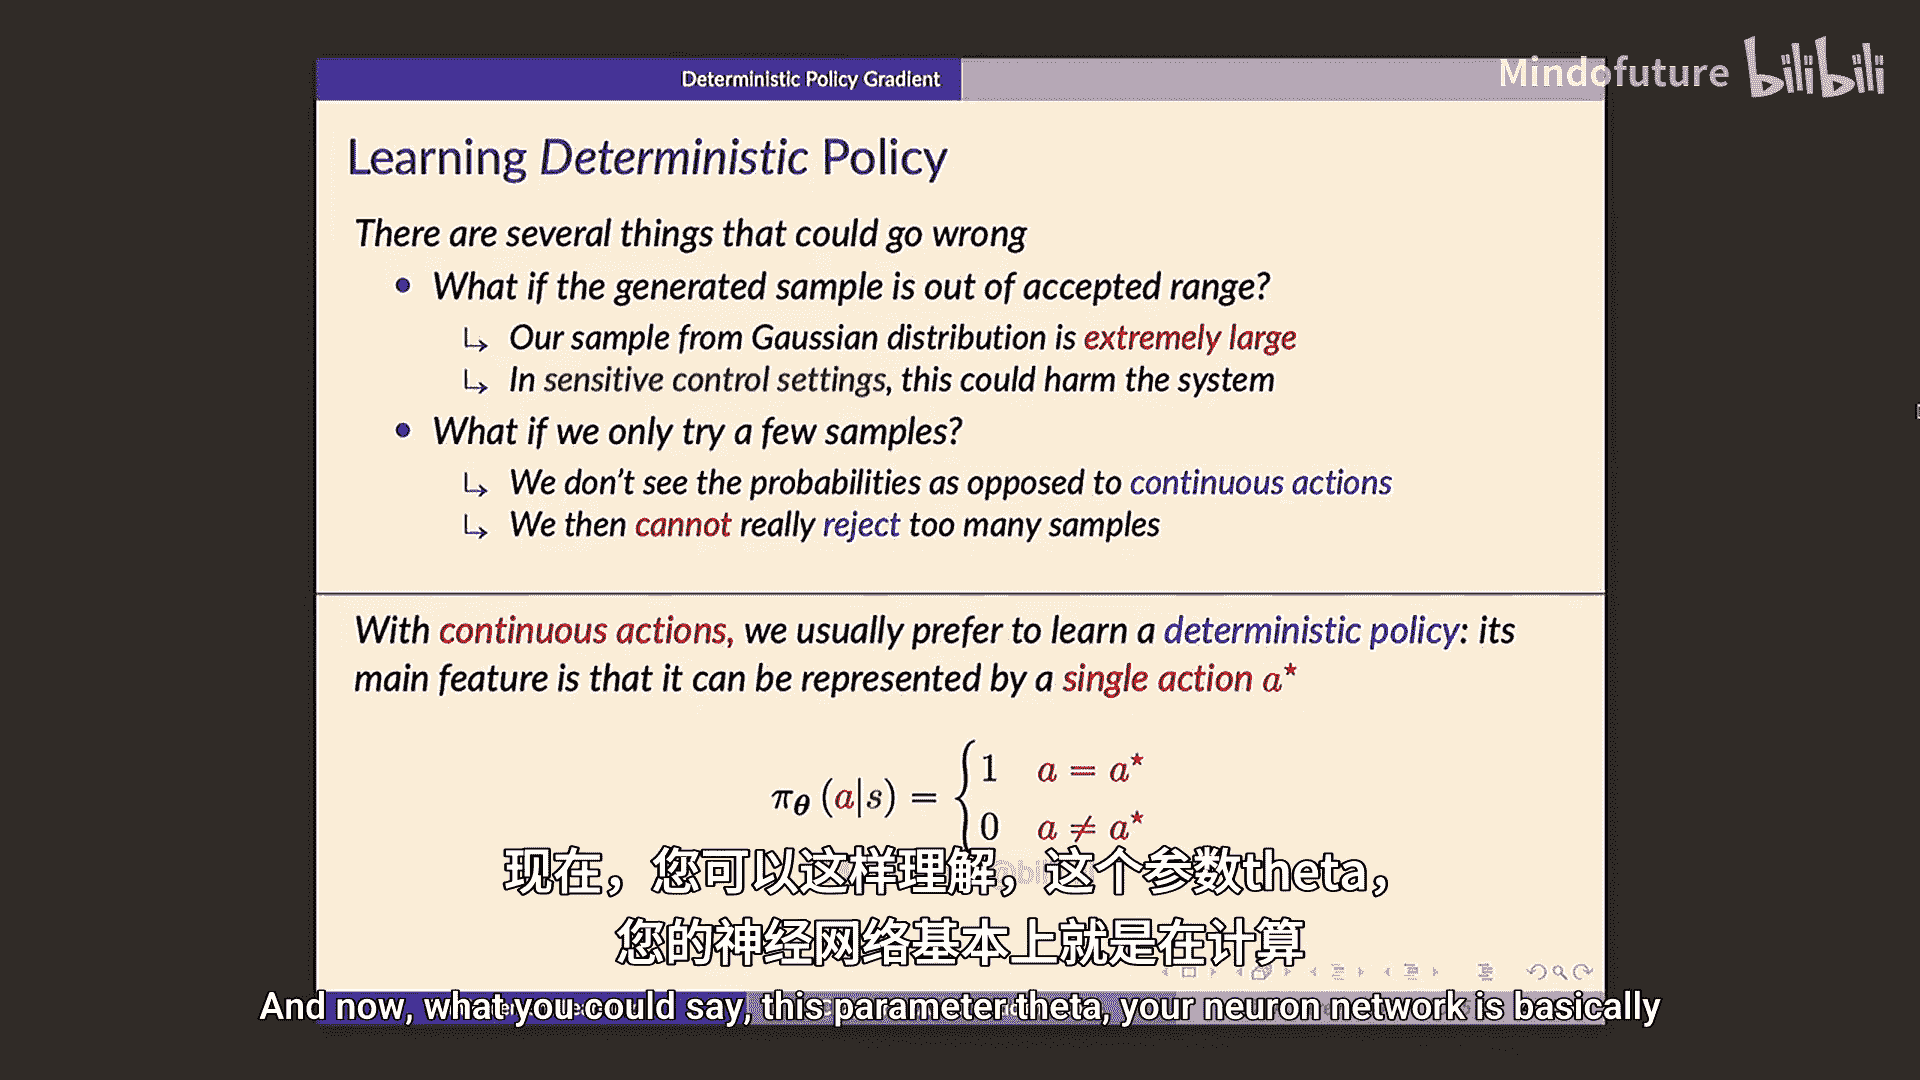 Mindofuture bilibili
Deterministic Policy Gradient
Learning Deterministic Policy
There are several things that could go wrong
• What if the generated sample is out of accepted range?
↳ Our sample from Gaussian distribution is extremely large
↳ In sensitive control settings, this could harm the system
• What if we only try a few samples?
↳ We don't see the probabilities as opposed to continuous actions
↳ We then cannot really reject too many samples
With continuous actions, we usually prefer to learn a deterministic policy: its
main feature is that it can be represented by a single action a*
π_θ (a|s) = { 1 a = a*
0 a ≠ a*
现在，您可以这样理解，这个参数theta，
您的神经网络基本上就是在计算
And now, what you could say, this parameter theta, your neuron network is basically